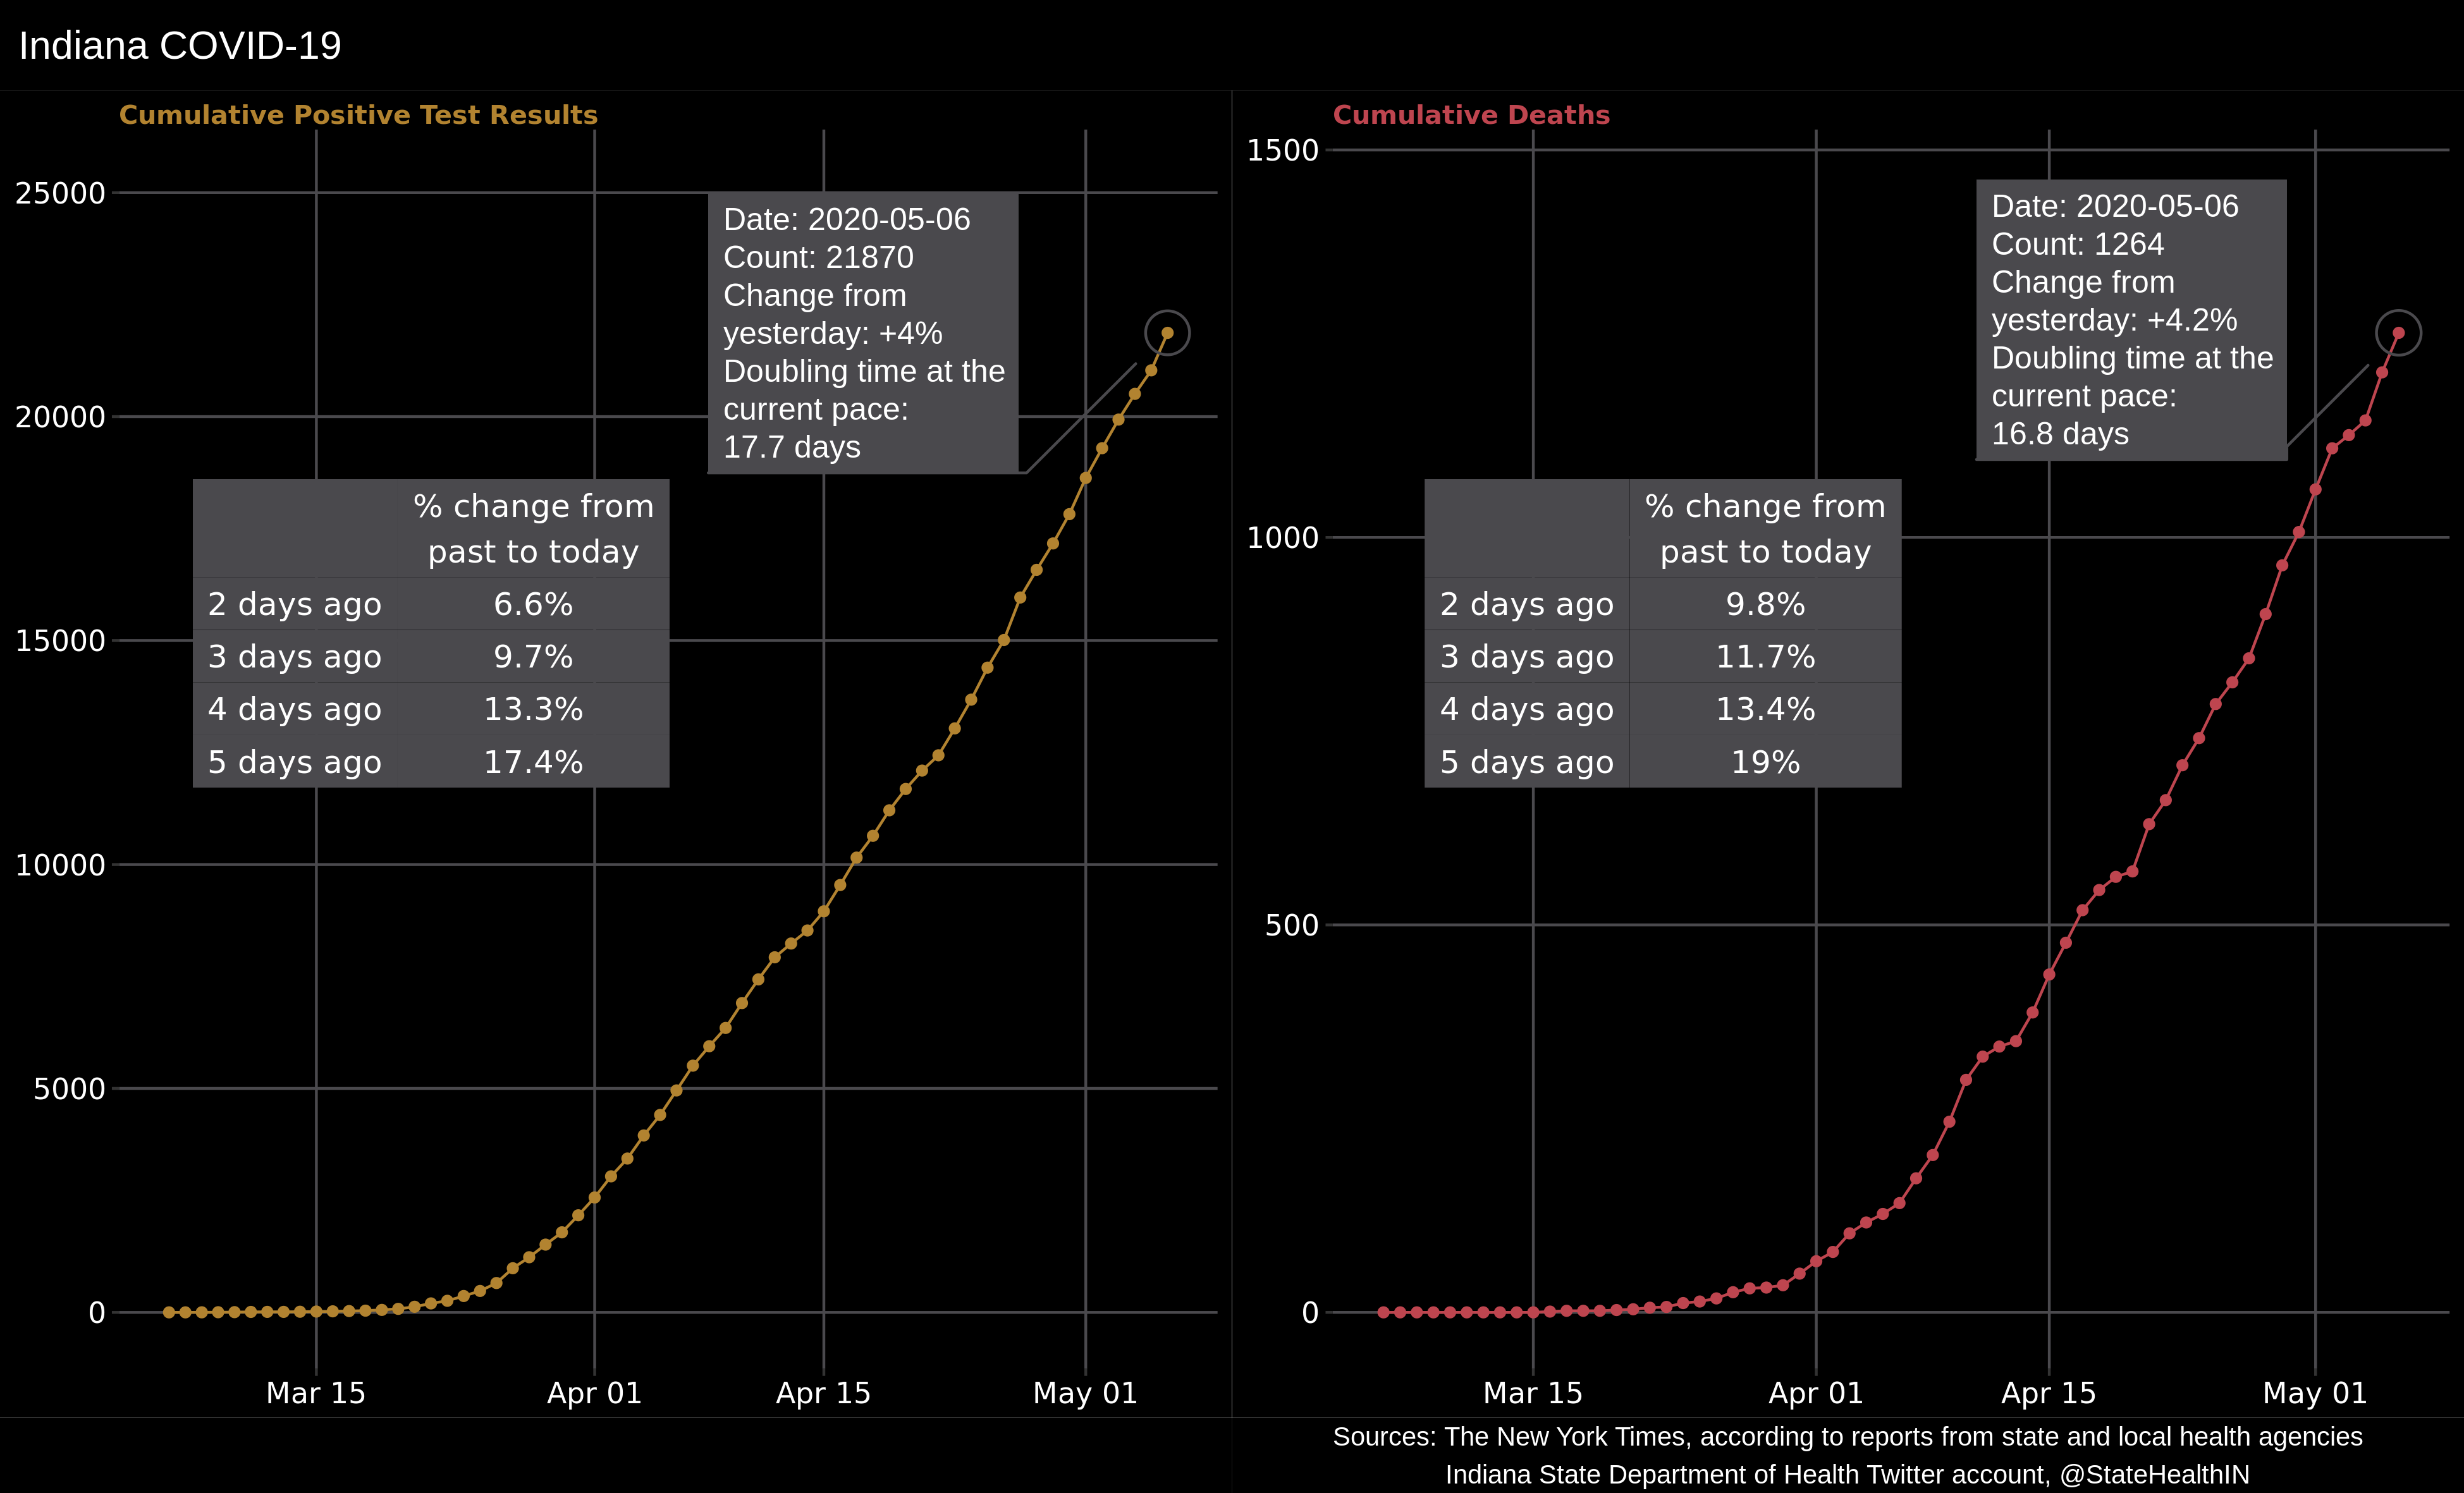 Indiana COVID-19
Cumulative Positive Test Results
25000
20000
15000
10000
5000
0
Mar 15
Apr 01
Apr 15
May 01
Date: 2020-05-06
Count: 21870
Change from
yesterday: +4%
Doubling time at the
current pace:
17.7 days
% change from
past to today
2 days ago 6.6%
3 days ago 9.7%
4 days ago 13.3%
5 days ago 17.4%
Cumulative Deaths
1500
1000
500
0
Mar 15
Apr 01
Apr 15
May 01
Date: 2020-05-06
Count: 1264
Change from
yesterday: +4.2%
Doubling time at the
current pace:
16.8 days
% change from
past to today
2 days ago 9.8%
3 days ago 11.7%
4 days ago 13.4%
5 days ago 19%
Sources: The New York Times, according to reports from state and local health agencies
Indiana State Department of Health Twitter account, @StateHealthIN